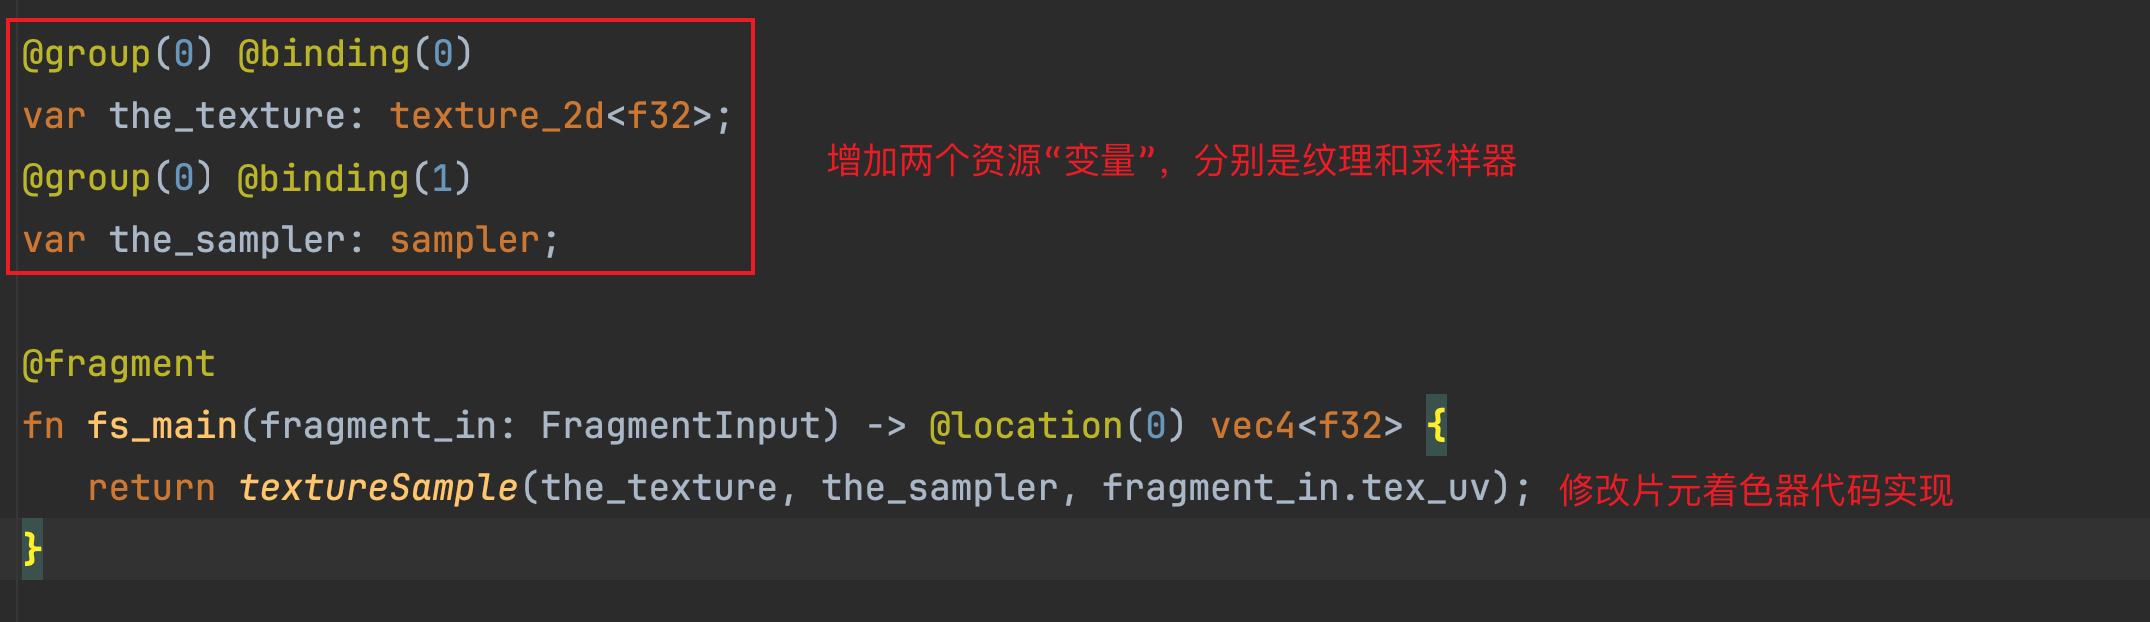 @group(0) @binding(0)
var the_texture: texture_2d<f32>;
增加两个资源“变量”，分别是纹理和采样器
@group(0) @binding(1)
var the_sampler: sampler;
@fragment
fn fs_main(fragment_in: FragmentInput) -> @location(0) vec4<f32> {
return textureSample(the_texture, the_sampler, fragment_in.tex_uv); 修改片元着色器代码实现
}